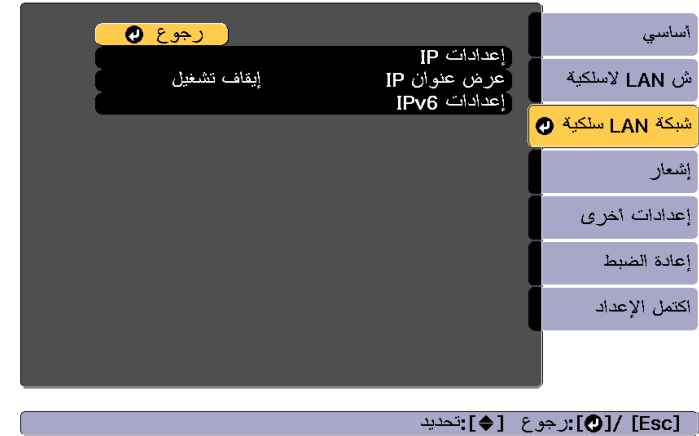 أساسي
ش LAN لاسلكية
شبكة LAN سلكية
إشعار
إعدادات أخرى
إعادة الضبط
اكتمل الإعداد
رجوع
إعدادات IP
عرض عنوان IP إيقاف تشغيل
إعدادات IPv6
[Esc] /[]:رجوع []:تحديد